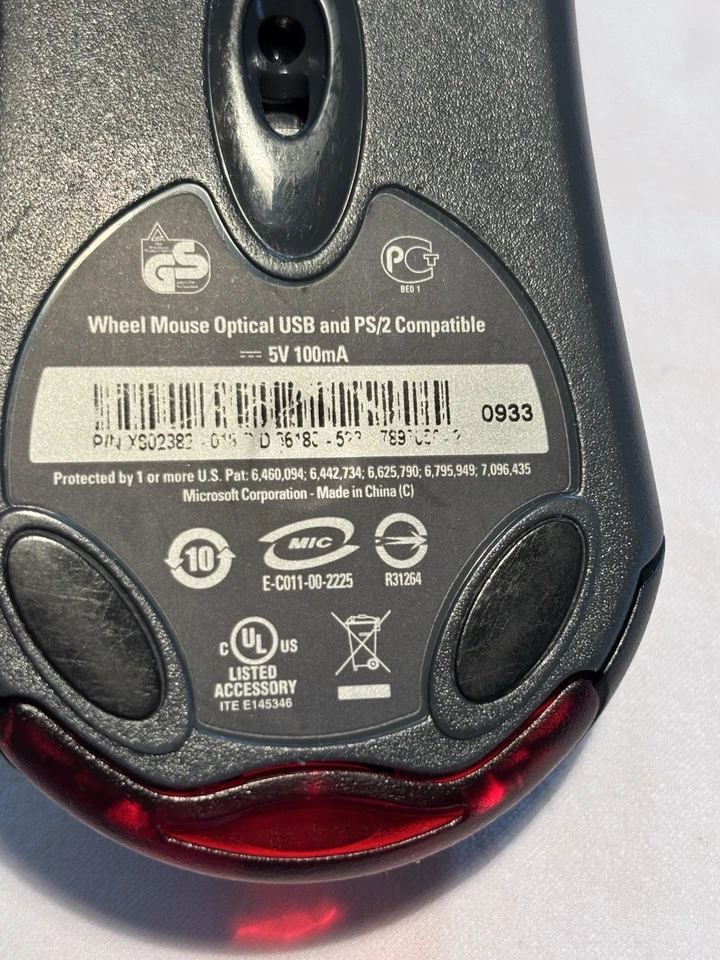 GS
PCT
BED 1
Wheel Mouse Optical USB and PS/2 Compatible
5V 100mA
0933
P/N
Protected by 1 or more U.S. Pat: 6,460,094; 6,442,734; 6,625,790; 6,795,949; 7,096,435
Microsoft Corporation - Made in China (C)
10
MIC
E-C011-00-2225
R31264
C UL US
LISTED
ACCESSORY
ITE E145346